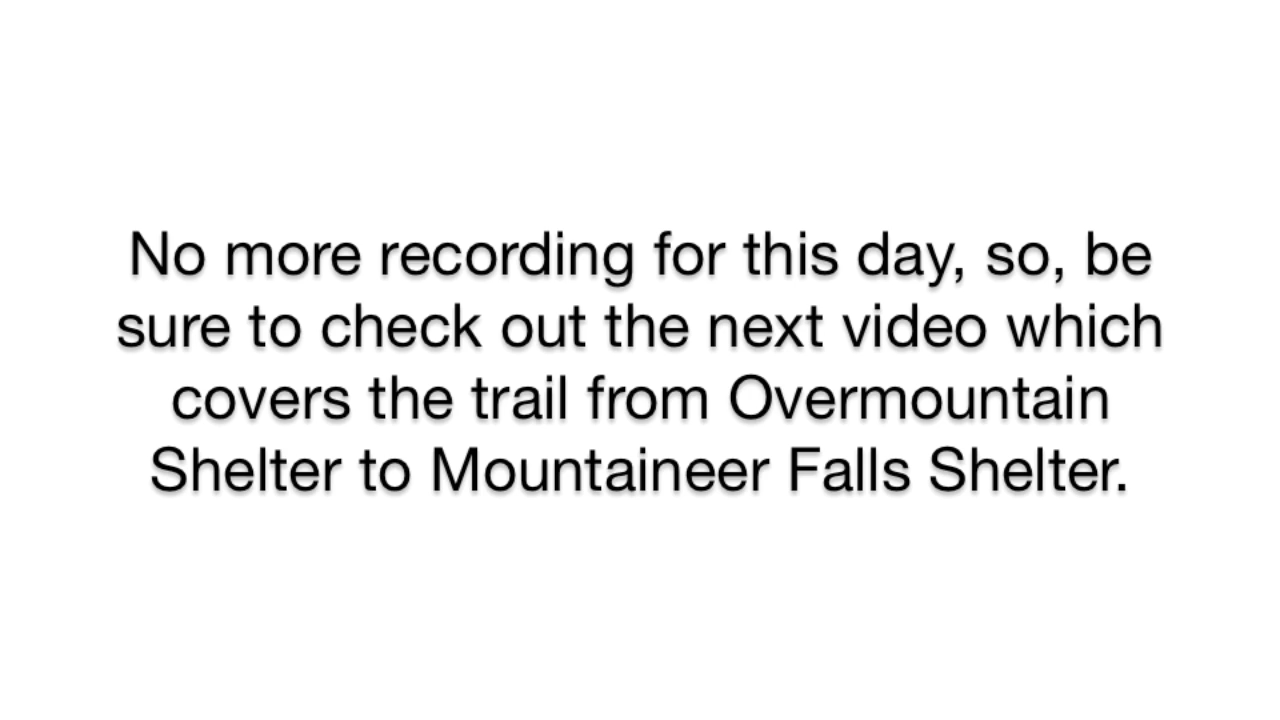 No more recording for this day, so, be
sure to check out the next video which
covers the trail from Overmountain
Shelter to Mountaineer Falls Shelter.